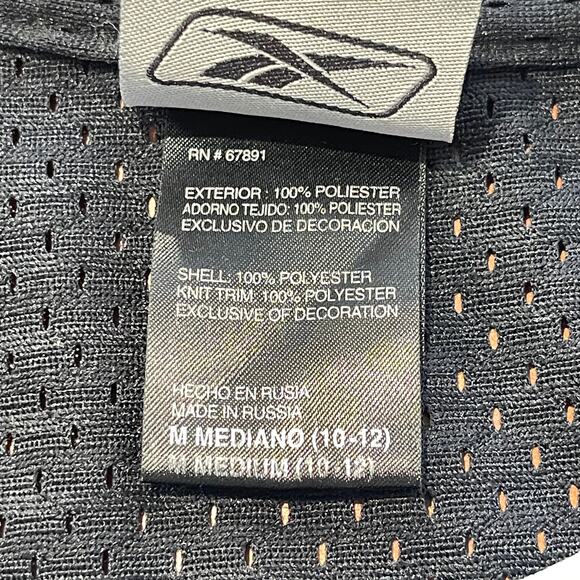 RN # 67891
EXTERIOR : 100% POLIESTER
ADORNO TEJIDO: 100% POLIESTER
EXCLUSIVO DE DECORACIÓN
SHELL: 100% POLYESTER
KNIT TRIM: 100% POLYESTER
EXCLUSIVE OF DECORATION
HECHO EN RUSIA
MADE IN RUSSIA
M MEDIANO (10-12)
M MEDIUM (10-12)